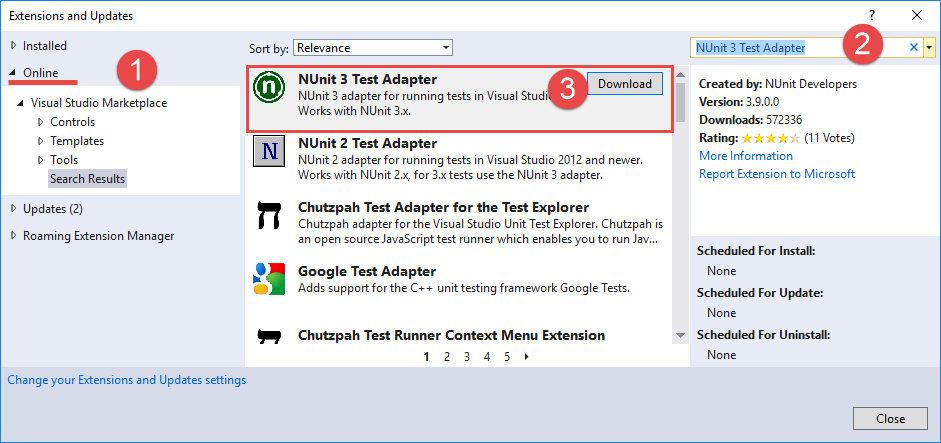 Extensions and Updates
? ×
Installed
Online
1
Visual Studio Marketplace
Controls
Templates
Tools
Search Results
Updates (2)
Roaming Extension Manager
Sort by: Relevance
NUnit 3 Test Adapter
NUnit 3 adapter for running tests in Visual Studio
Works with NUnit 3.x.
3
Download
NUnit 2 Test Adapter
NUnit 2 adapter for running tests in Visual Studio 2012 and newer.
Works with NUnit 2.x, for 3.x tests use the NUnit 3 adapter.
Chutzpah Test Adapter for the Test Explorer
Chutzpah adapter for the Visual Studio Unit Test Explorer. Chutzpah is
an open source JavaScript test runner which enables you to run Jav...
Google Test Adapter
Adds support for the C++ unit testing framework Google Tests.
Chutzpah Test Runner Context Menu Extension
1 2 3 4 5
NUnit 3 Test Adapter
2
Created by: NUnit Developers
Version: 3.9.0.0
Downloads: 572336
Rating: (11 Votes)
More Information
Report Extension to Microsoft
Scheduled For Install:
None
Scheduled For Update:
None
Scheduled For Uninstall:
None
Change your Extensions and Updates settings
Close